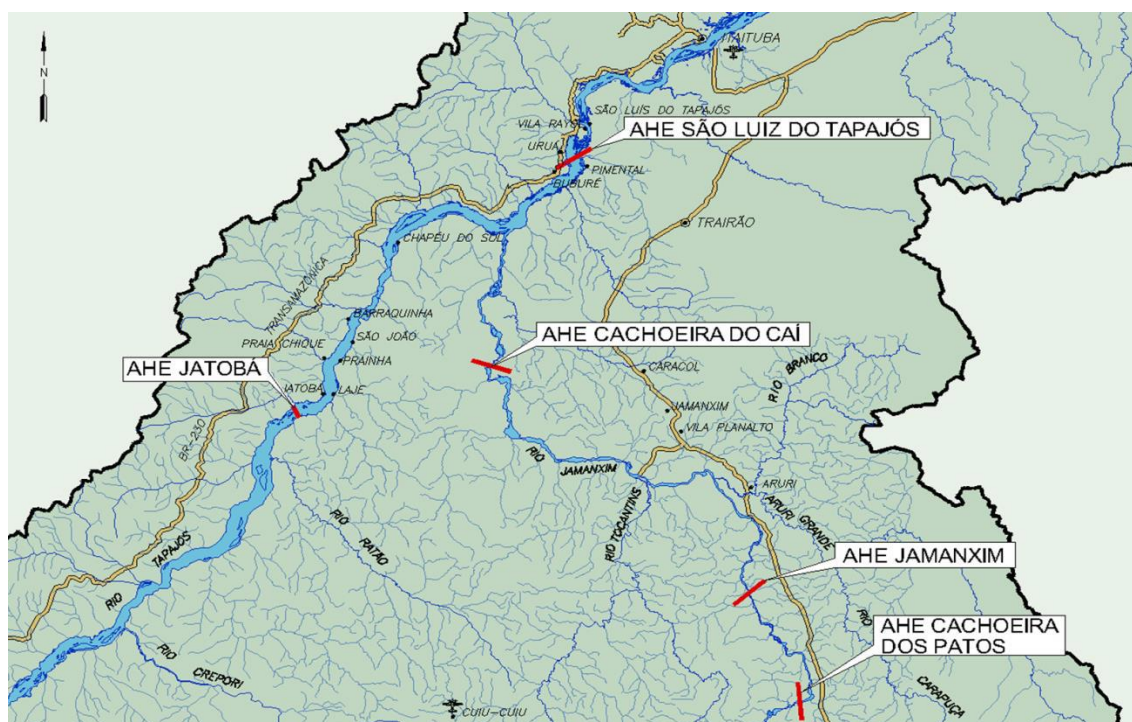 N
ITAITUBA
SÃO LUÍS DO TAPAJÓS
VILA RAYS
AHE SÃO LUIZ DO TAPAJÓS
URUÁ
PIMENTAL
BUBURÉ
TRAIRÃO
CHAPÉU DO SOL
TRANSAMAZÔNICA
BARRAQUINHA
AHE CACHOEIRA DO CAÍ
SÃO JOÃO
PRAIA CHIQUE
PRAINHA
AHE JATOBÁ
CARACOL
RIO BRANCO
JATOBÁ
LAJE
JAMANXIM
VILA PLANALTO
BR-230
RIO JAMANXIM
ARURI
RIO TOCANTINS
ARURI GRANDE
RIO RATÃO
RIO TAPAJÓS
AHE JAMANXIM
AHE CACHOEIRA
DOS PATOS
RIO CREPORI
RIO CARAPUÇA
CUIU-CUIU